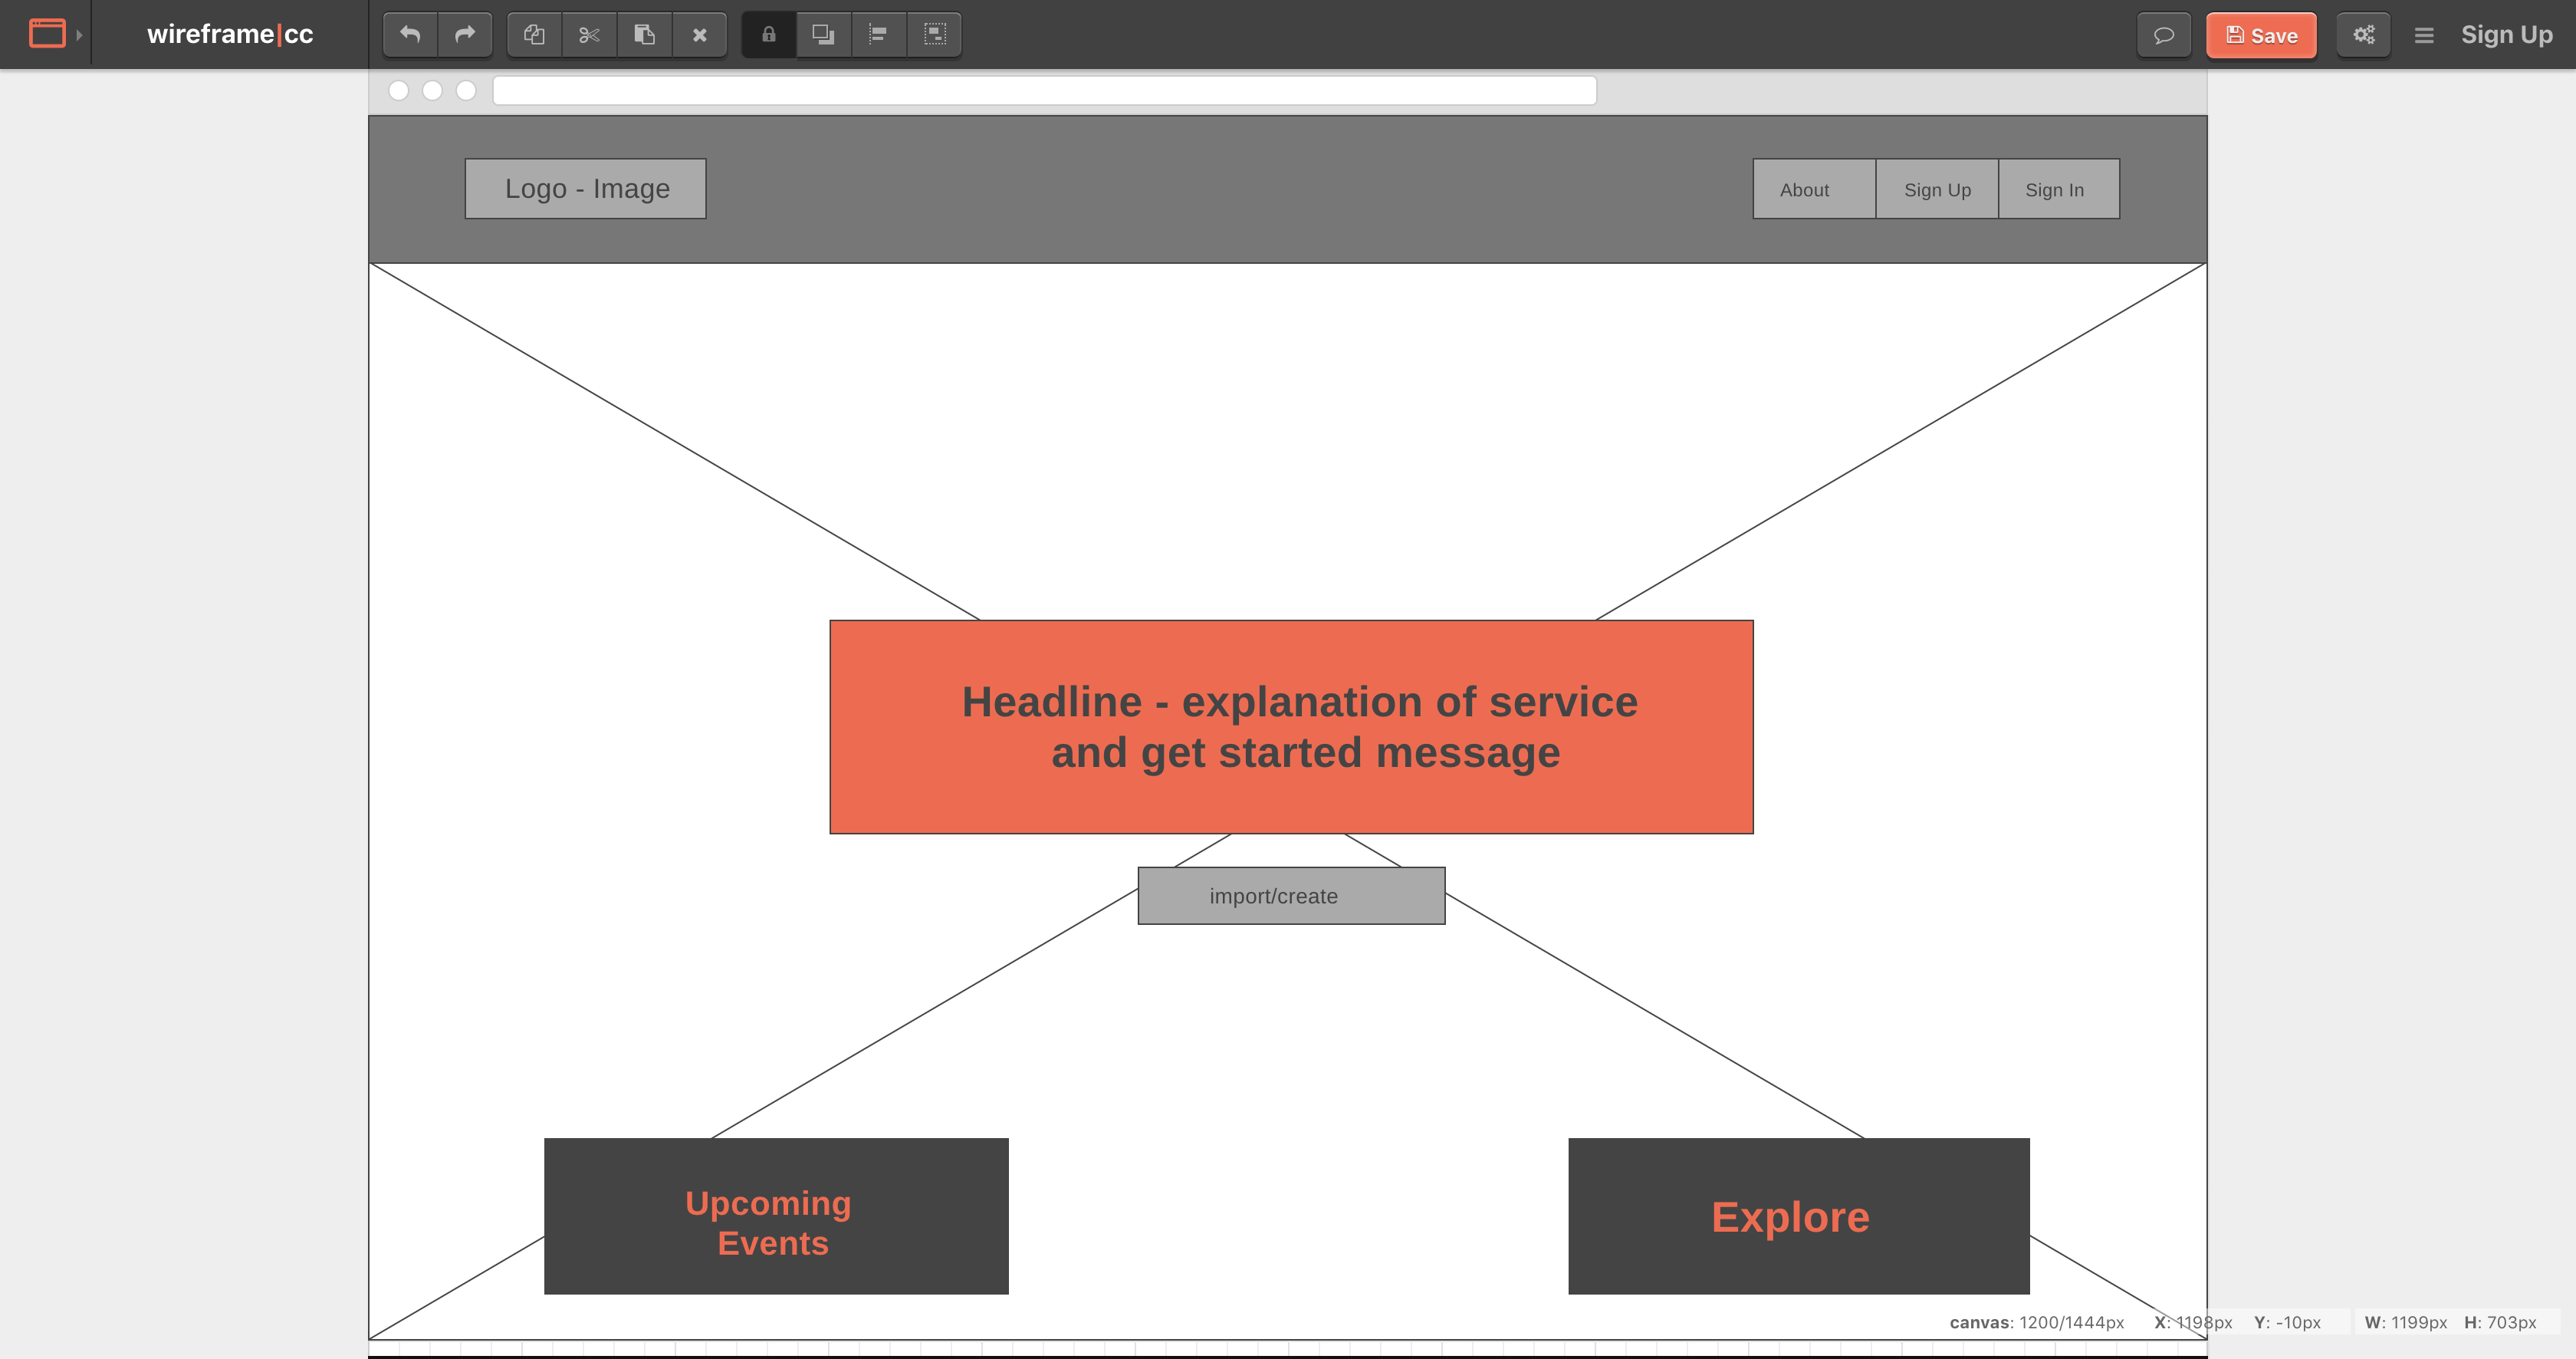 wireframe|cc
Save
Sign Up
Logo - Image
About
Sign Up
Sign In
Headline - explanation of service
and get started message
import/create
Upcoming
Events
Explore
canvas: 1200/1444px X: 1198px Y: -10px W: 1199px H: 703px